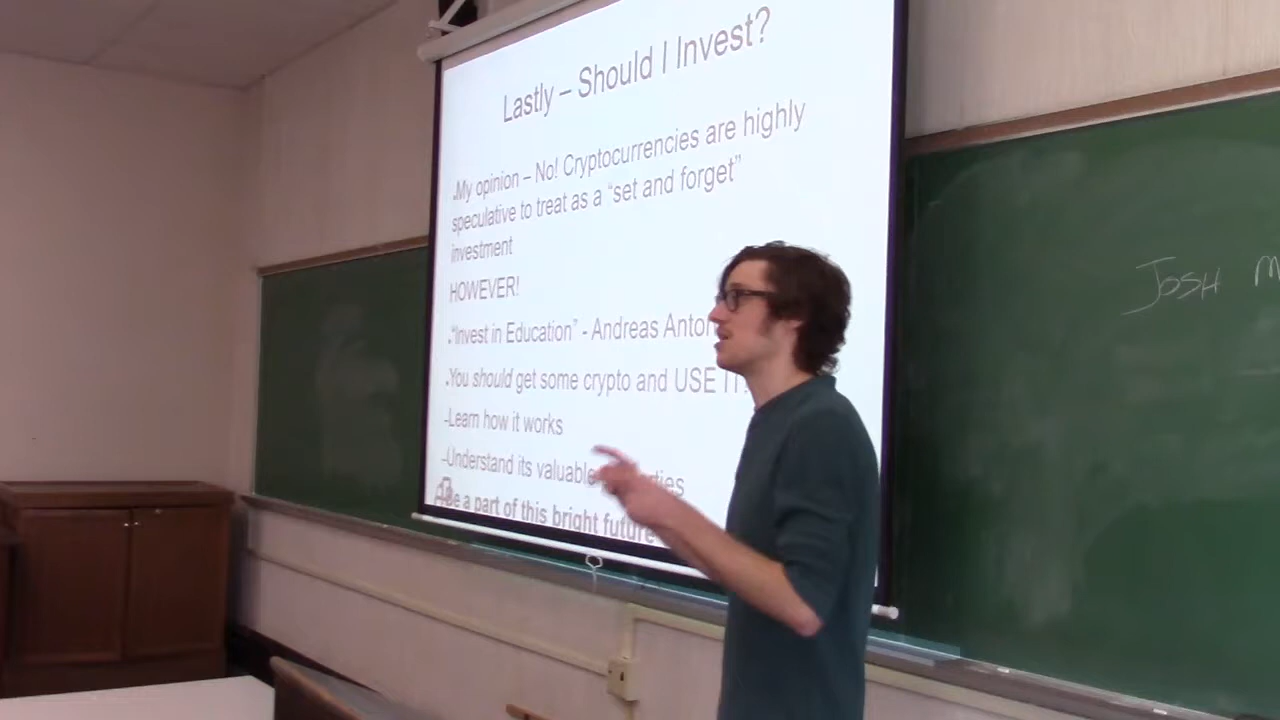 Lastly – Should I Invest?
.My opinion – No! Cryptocurrencies are highly
speculative to treat as a “set and forget”
investment
HOWEVER!
.“Invest in Education” - Andreas
.You should get some crypto and USE IT!
-Learn how it works
-Understand its valuable
a part of this bright future
JOSH